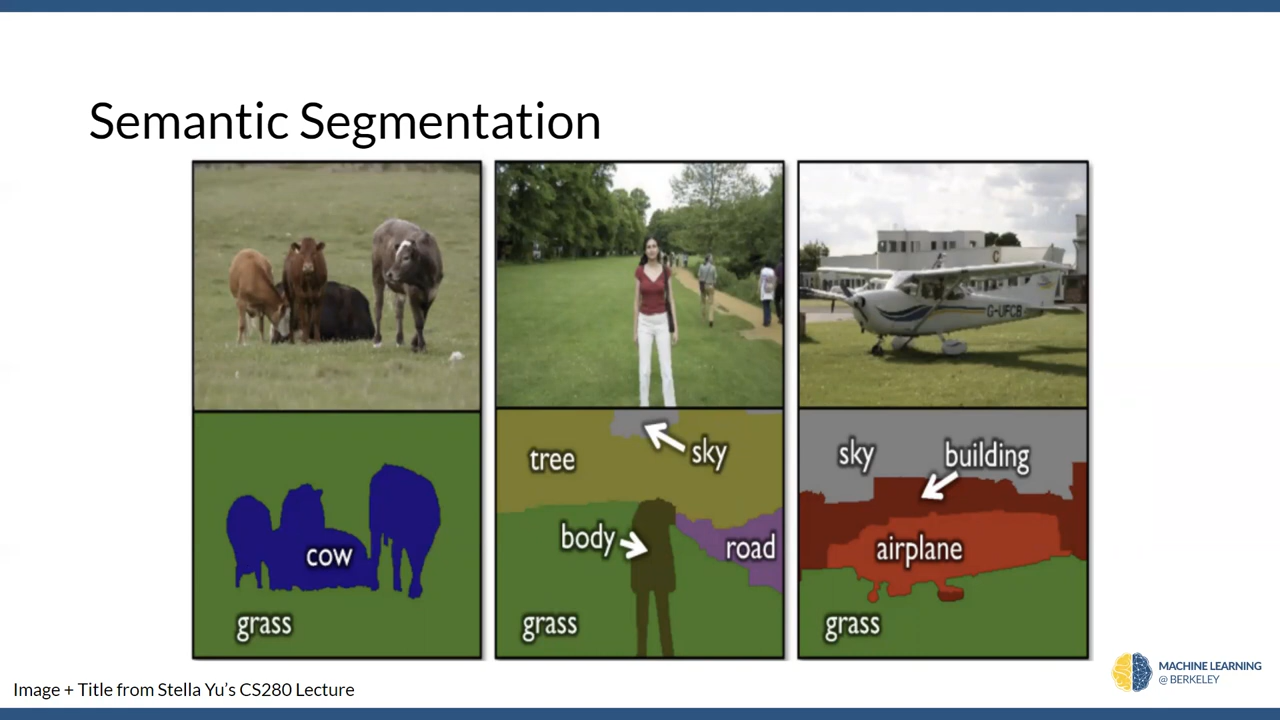 Semantic Segmentation
G-UFCB
cow
grass
tree
sky
body
road
grass
sky
building
airplane
grass
Image + Title from Stella Yu's CS280 Lecture
MACHINE LEARNING
@ BERKELEY